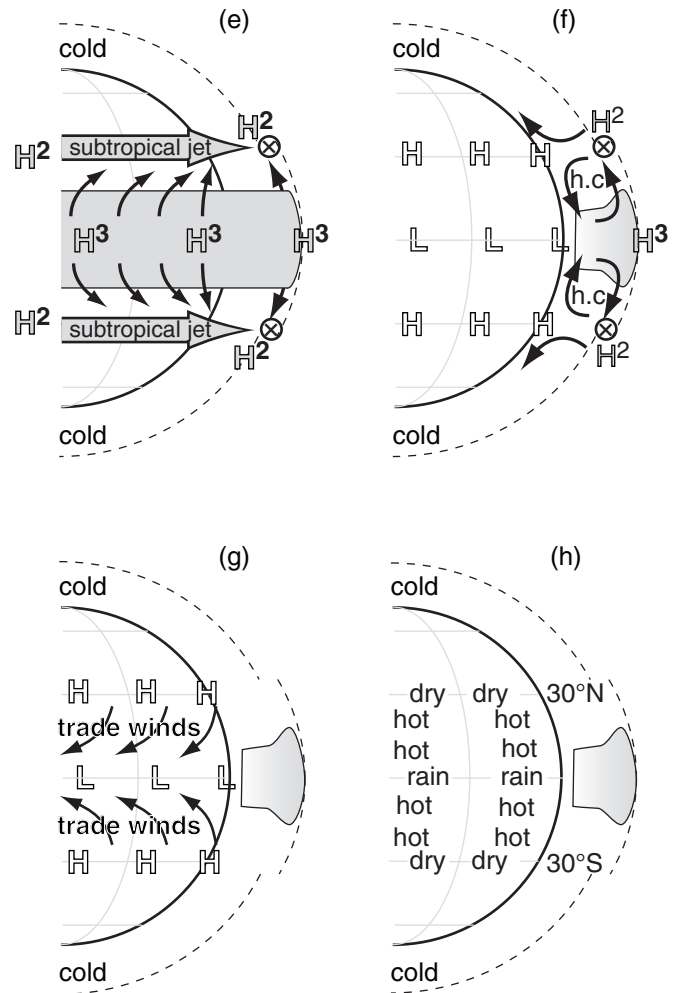 (e)
cold
H2
H2
subtropical jet
H3 H3 H3
H2
subtropical jet
H2
cold
(f)
cold
H2
H H H
h.c
L L L H3
h.c
H H H
H2
cold
(g)
cold
H H H
trade winds
L L L
trade winds
H H H
cold
(h)
cold
dry dry 30°N
hot hot
hot hot
rain rain
hot hot
hot hot
dry dry 30°S
cold